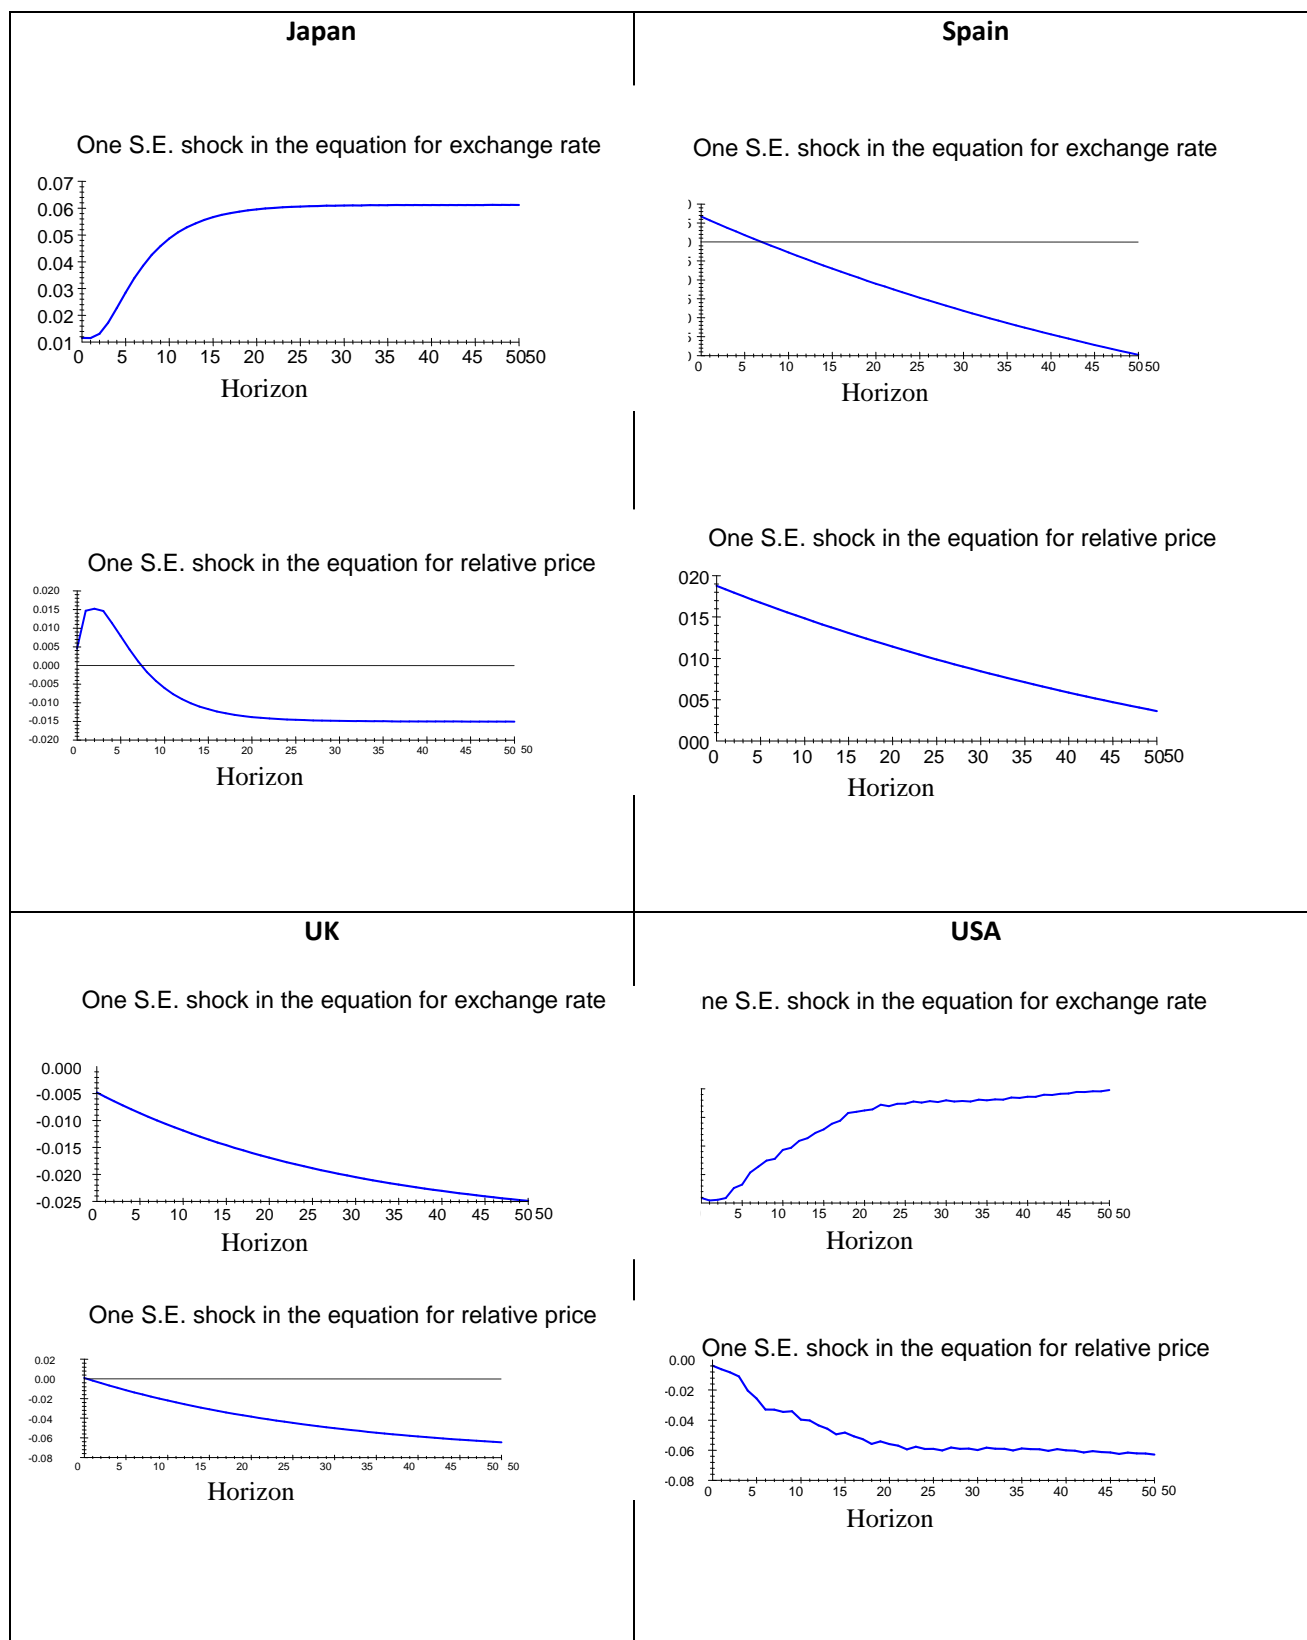 Japan
One S.E. shock in the equation for exchange rate
0.07
0.06
0.05
0.04
0.03
0.02
0.01
0 5 10 15 20 25 30 35 40 45 50 50
Horizon
One S.E. shock in the equation for relative price
0.020
0.015
0.010
0.005
0.000
-0.005
-0.010
-0.015
-0.020
0 5 10 15 20 25 30 35 40 45 50 50
Horizon
Spain
One S.E. shock in the equation for exchange rate
0 5 10 15 20 25 30 35 40 45 50 50
Horizon
One S.E. shock in the equation for relative price
020
015
010
005
000
0 5 10 15 20 25 30 35 40 45 50 50
Horizon
UK
One S.E. shock in the equation for exchange rate
0.000
-0.005
-0.010
-0.015
-0.020
-0.025
0 5 10 15 20 25 30 35 40 45 50 50
Horizon
One S.E. shock in the equation for relative price
0.02
0.00
-0.02
-0.04
-0.06
-0.08
0 5 10 15 20 25 30 35 40 45 50 50
Horizon
USA
ne S.E. shock in the equation for exchange rate
5 10 15 20 25 30 35 40 45 50 50
Horizon
One S.E. shock in the equation for relative price
0.00
-0.02
-0.04
-0.06
-0.08
0 5 10 15 20 25 30 35 40 45 50 50
Horizon